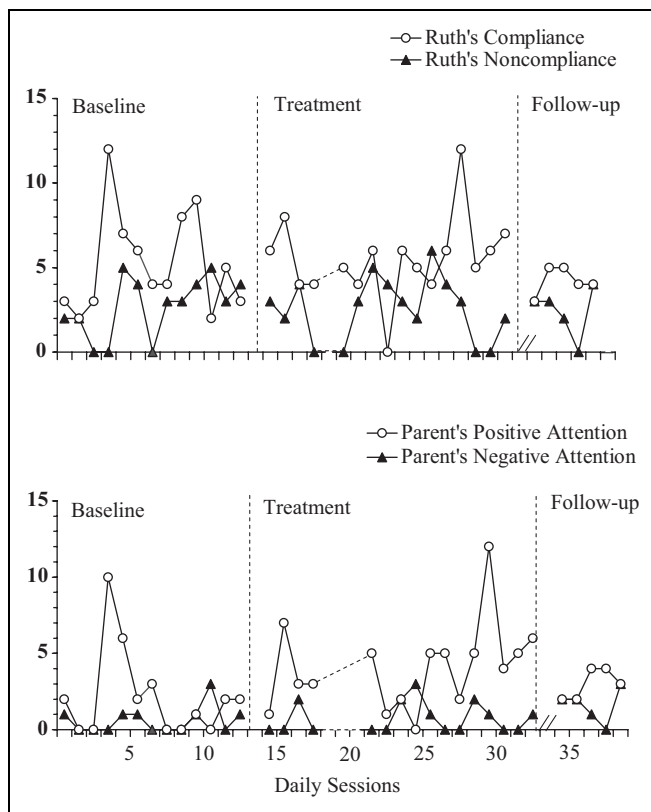 Ruth's Compliance
Ruth's Noncompliance
15
Baseline Treatment Follow-up
10
5
0
Parent's Positive Attention
Parent's Negative Attention
15
Baseline Treatment Follow-up
10
5
0
5 10 15 20 25 30 35
Daily Sessions